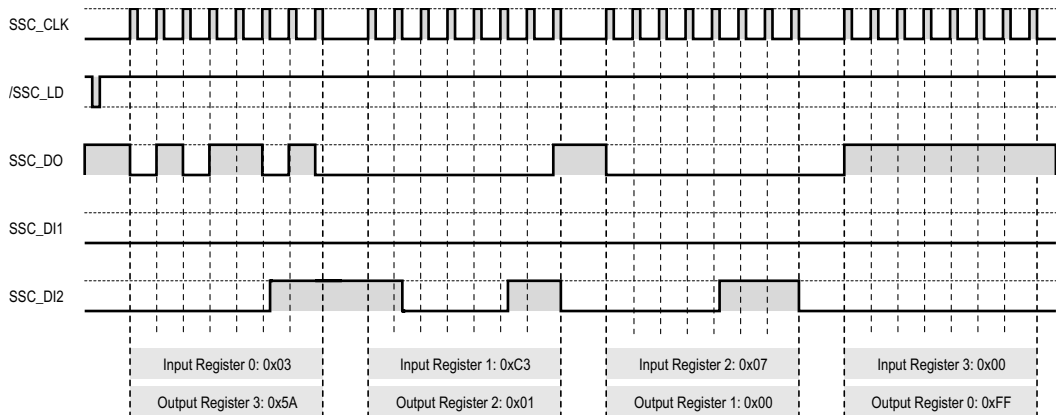 SSC_CLK
/SSC_LD
SSC_DO
SSC_DI1
SSC_DI2
Input Register 0: 0x03 Input Register 1: 0xC3 Input Register 2: 0x07 Input Register 3: 0x00
Output Register 3: 0x5A Output Register 2: 0x01 Output Register 1: 0x00 Output Register 0: 0xFF